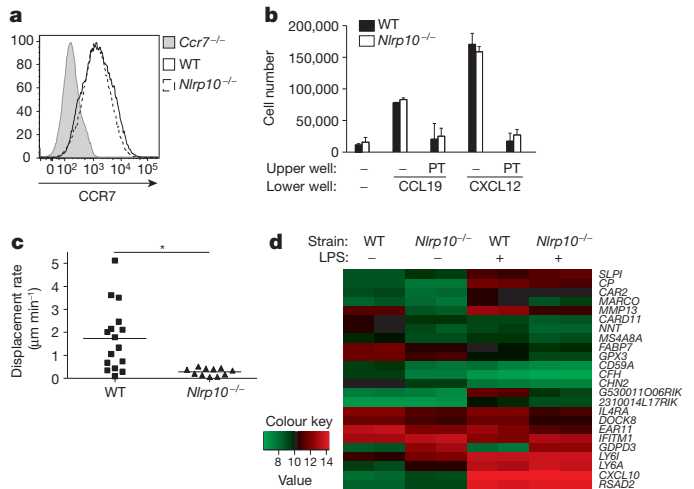 a
100
80
60
40
20
0
0 10² 10³ 10⁴ 10⁵
CCR7
Ccr7⁻/⁻
WT
Nlrp10⁻/⁻
b
WT
Nlrp10⁻/⁻
Cell number
200,000
150,000
100,000
50,000
0
Upper well: – – PT – PT
Lower well: – CCL19 CXCL12
c
*
Displacement rate
(μm min⁻¹)
5
4
3
2
1
0
WT Nlrp10⁻/⁻
d
Strain: WT Nlrp10⁻/⁻ WT Nlrp10⁻/⁻
LPS: – – + +
SLPI
CP
CAR2
MARCO
MMP13
CARD11
NNT
MS4A8A
FABP7
GPX3
CD59A
CFH
CHN2
G530011O06RIK
2310014L17RIK
IL4RA
DOCK8
EAR11
IFITM1
GDPD3
LY6I
LY6A
CXCL10
RSAD2
Colour key
8 10 12 14
Value